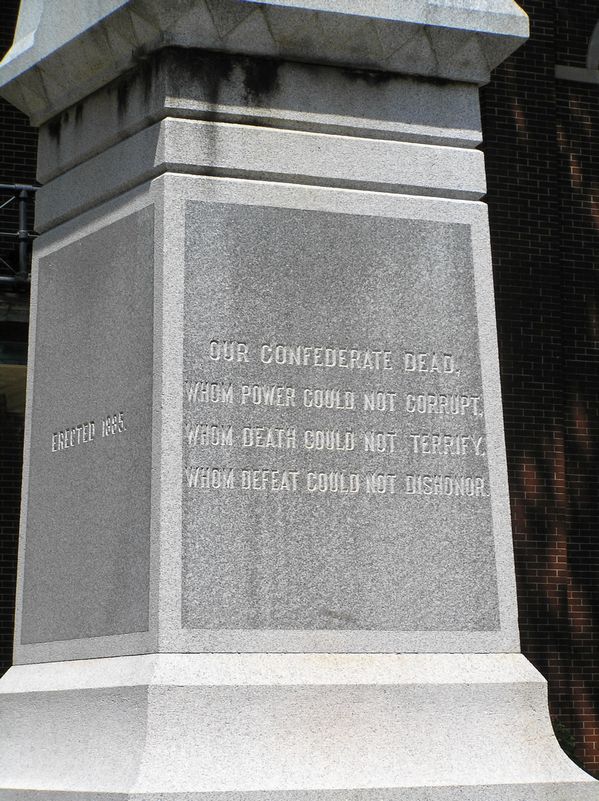 ERECTED 1885.
OUR CONFEDERATE DEAD,
WHOM POWER COULD NOT CORRUPT,
WHOM DEATH COULD NOT TERRIFY,
WHOM DEFEAT COULD NOT DISHONOR.